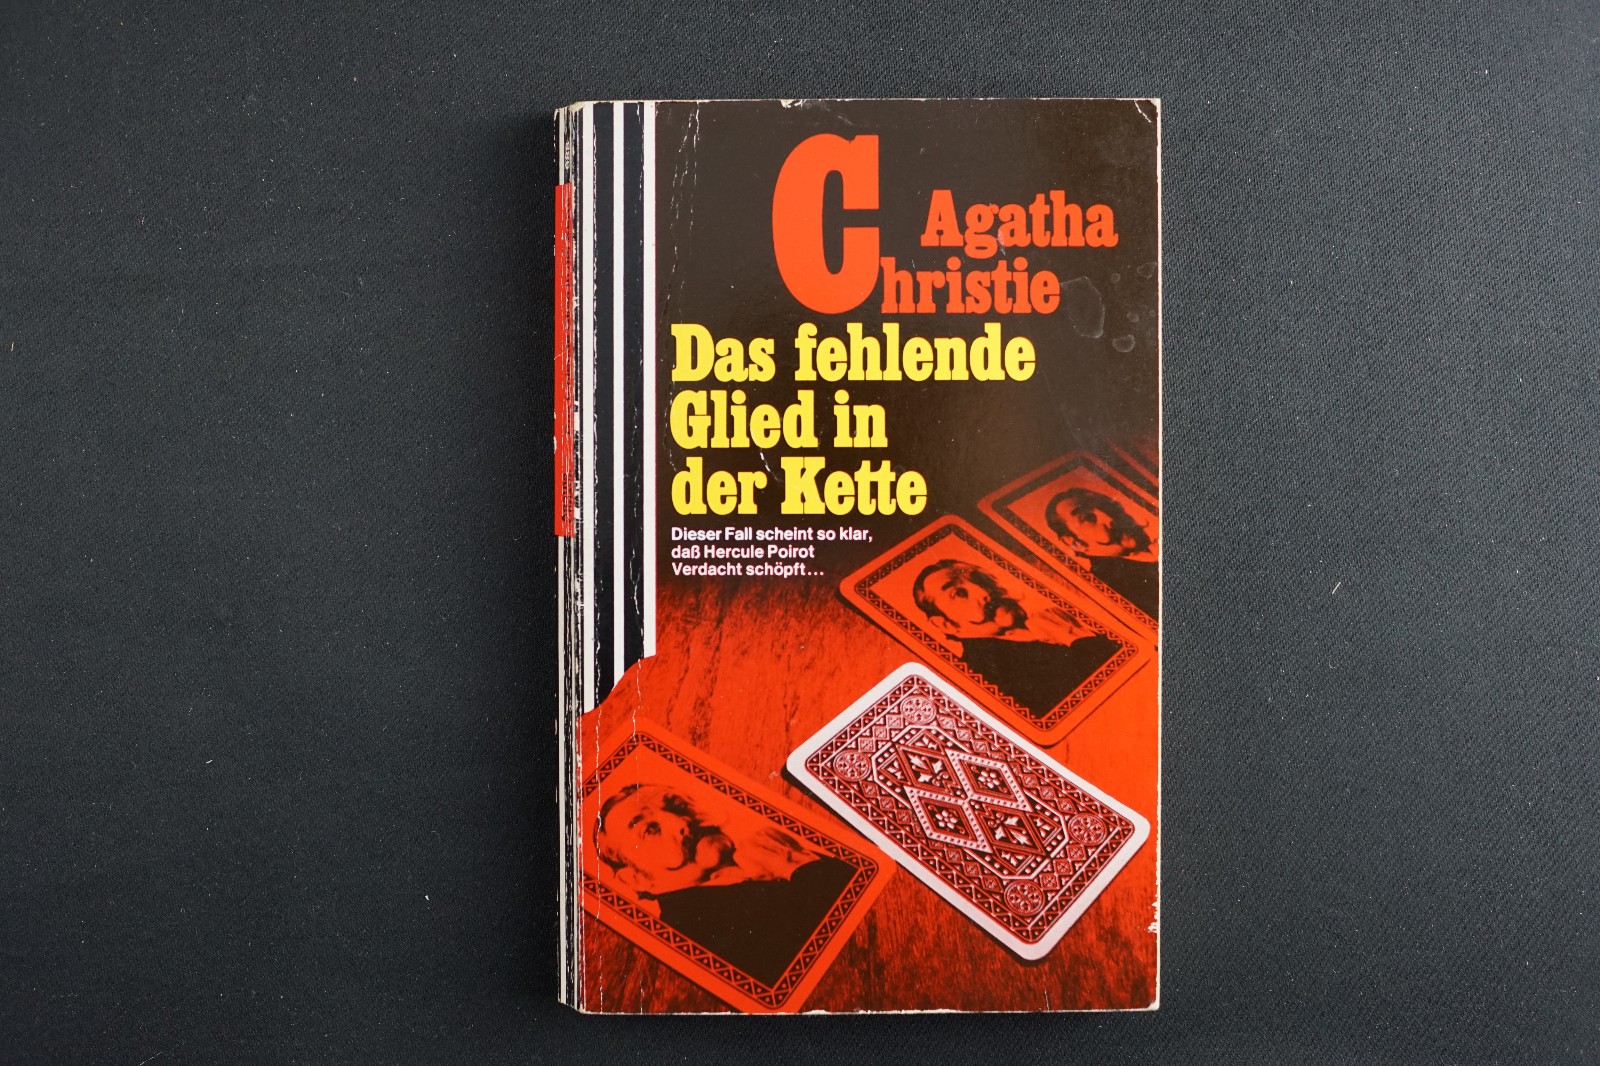 Agatha
Christie
Das fehlende
Glied in
der Kette
Dieser Fall scheint so klar,
daß Hercule Poirot
Verdacht schöpft...